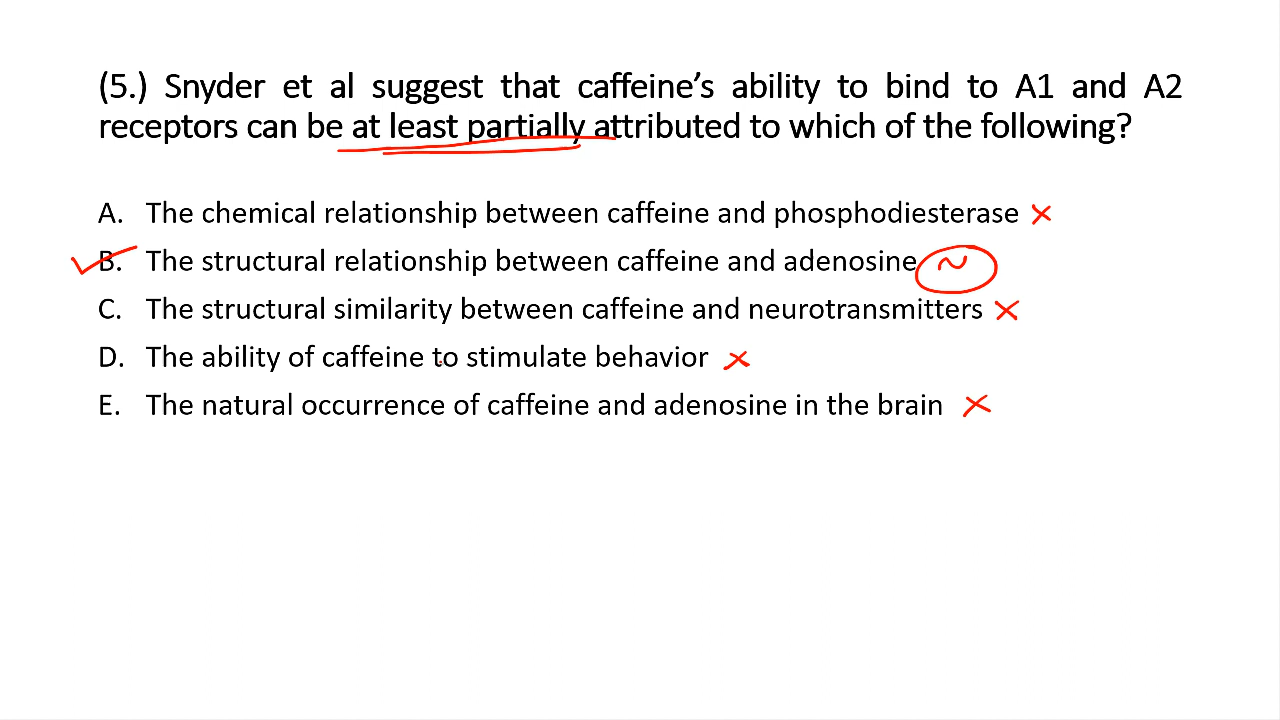 (5.) Snyder et al suggest that caffeine’s ability to bind to A1 and A2
receptors can be at least partially attributed to which of the following?
A. The chemical relationship between caffeine and phosphodiesterase
B. The structural relationship between caffeine and adenosine ~
C. The structural similarity between caffeine and neurotransmitters
D. The ability of caffeine to stimulate behavior
E. The natural occurrence of caffeine and adenosine in the brain